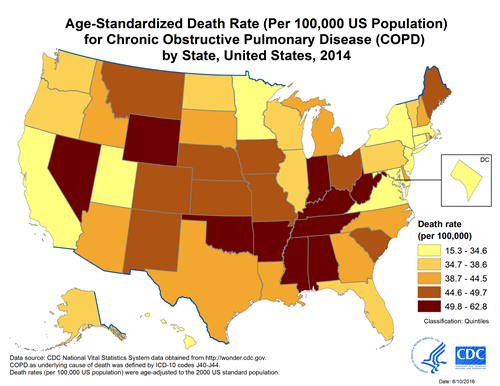 Age-Standardized Death Rate (Per 100,000 US Population)
for Chronic Obstructive Pulmonary Disease (COPD)
by State, United States, 2014
DC
Death rate
(per 100,000)
15.3 - 34.6
34.7 - 38.6
38.7 - 44.5
44.6 - 49.7
49.8 - 62.8
Classification: Quintiles
Data source: CDC National Vital Statistics System data obtained from http://wonder.cdc.gov.
COPD as underlying cause of death was defined by ICD-10 codes J40-J44.
Death rates (per 100,000 US population) were age-adjusted to the 2000 US standard population.
CDC
Date: 6/10/2016